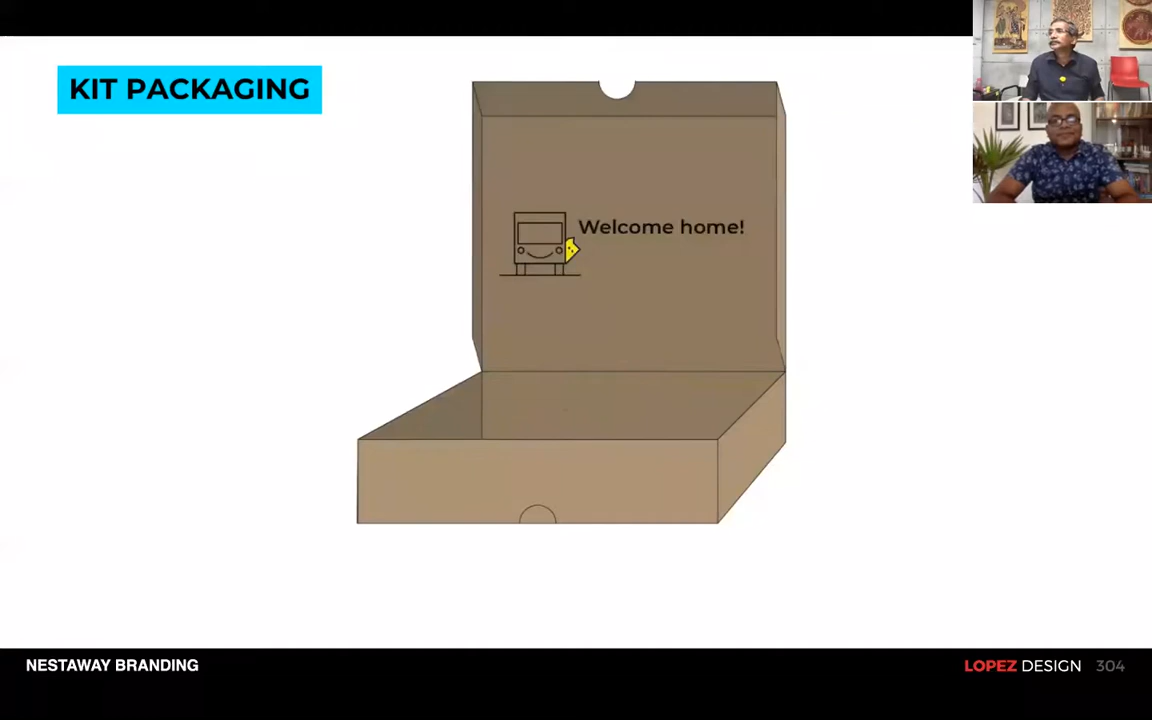 KIT PACKAGING
Welcome home!
NESTAWAY BRANDING
LOPEZ DESIGN 304